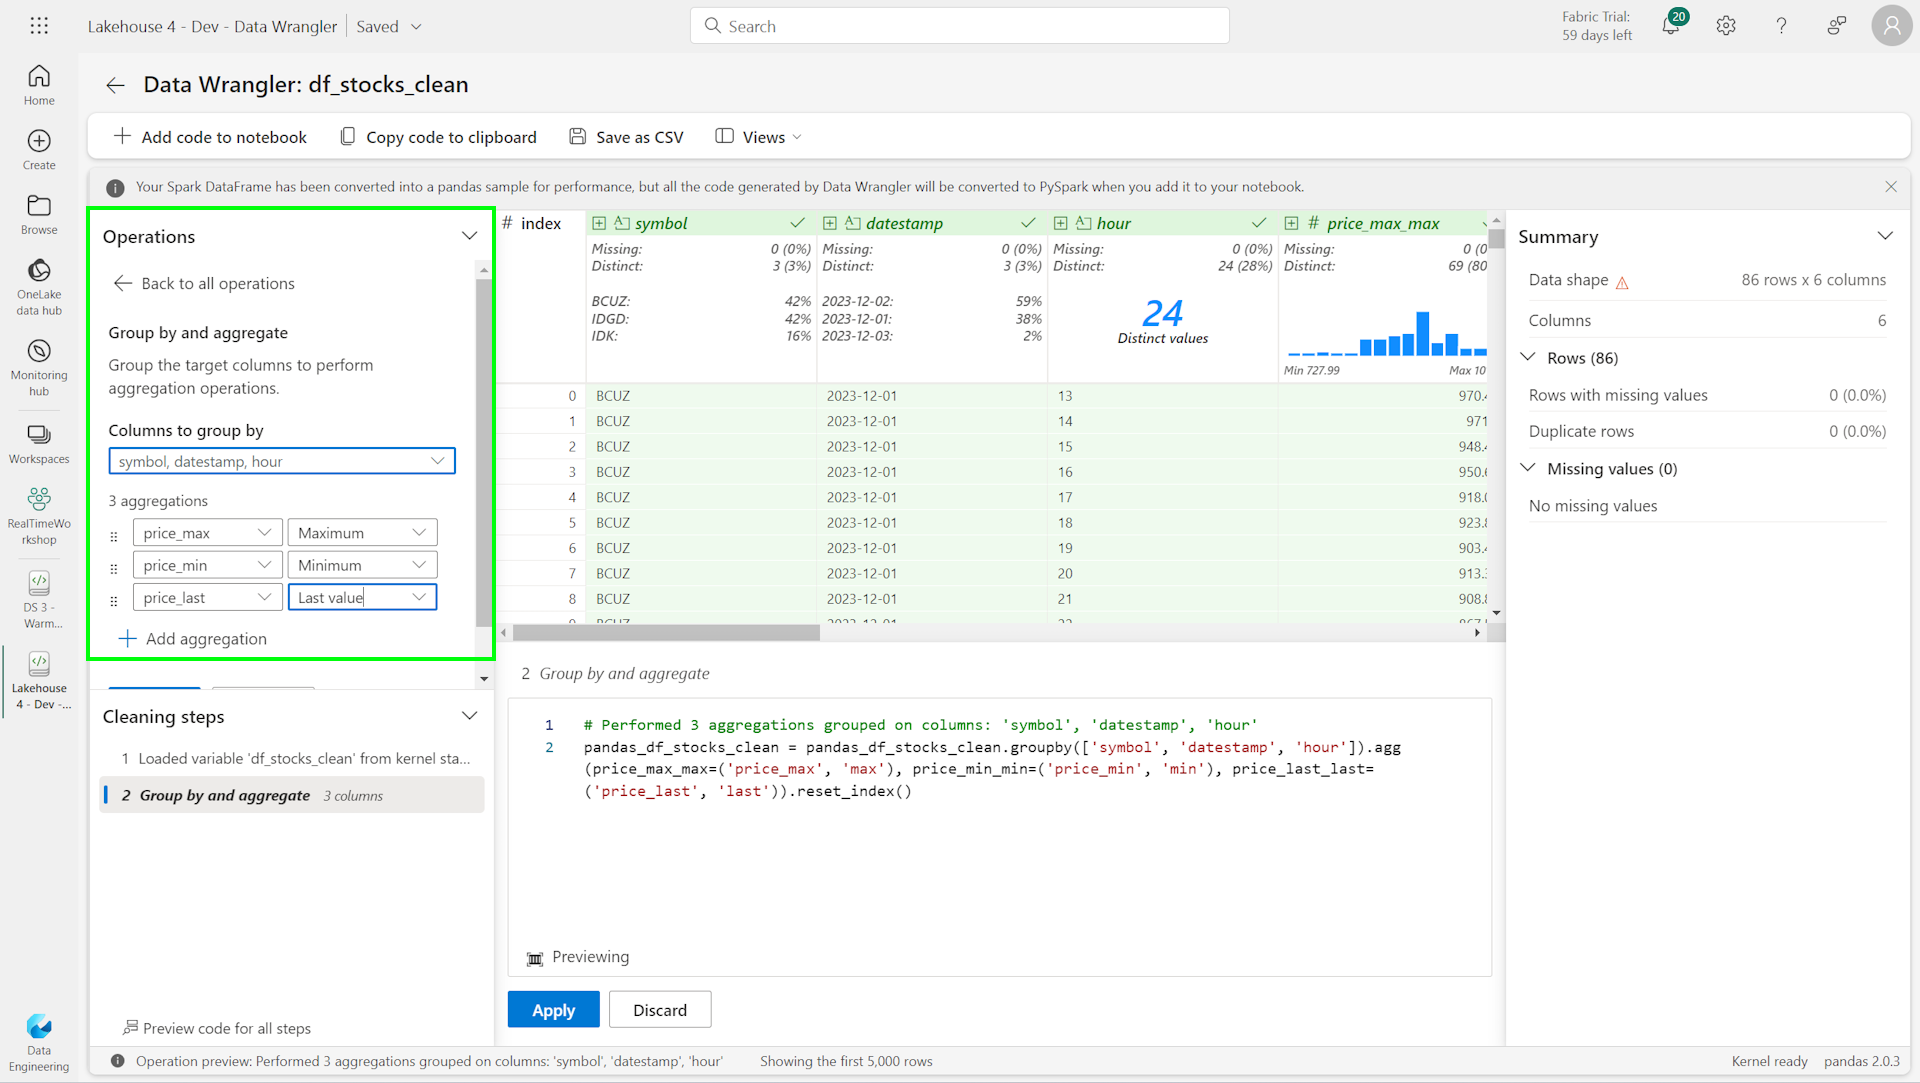 Lakehouse 4 - Dev - Data Wrangler
Saved
Search
Fabric Trial:
59 days left
20
Home
Create
Browse
OneLake
data hub
Monitoring
hub
Workspaces
RealTimeWo
rkshop
DS 3 -
Warm...
Lakehouse
4 - Dev -...
Data
Engineering
Data Wrangler: df_stocks_clean
Add code to notebook
Copy code to clipboard
Save as CSV
Views
Your Spark DataFrame has been converted into a pandas sample for performance, but all the code generated by Data Wrangler will be converted to PySpark when you add it to your notebook.
Operations
Back to all operations
Group by and aggregate
Group the target columns to perform
aggregation operations.
Columns to group by
symbol, datestamp, hour
3 aggregations
price_max Maximum
price_min Minimum
price_last Last value
Add aggregation
Cleaning steps
1 Loaded variable 'df_stocks_clean' from kernel sta...
2 Group by and aggregate 3 columns
Preview code for all steps
# index symbol datestamp hour # price_max_max
Missing: 0 (0%) Missing: 0 (0%) Missing: 0 (0%) Missing: 0 (0
Distinct: 3 (3%) Distinct: 3 (3%) Distinct: 24 (28%) Distinct: 69 (80
BCUZ: 42% 2023-12-02: 59%
IDGD: 42% 2023-12-01: 38%
IDK: 16% 2023-12-03: 2%
24
Distinct values
Min 727.99 Max 10
0 BCUZ 2023-12-01 13 970.4
1 BCUZ 2023-12-01 14 971
2 BCUZ 2023-12-01 15 948.4
3 BCUZ 2023-12-01 16 950.6
4 BCUZ 2023-12-01 17 918.0
5 BCUZ 2023-12-01 18 923.8
6 BCUZ 2023-12-01 19 903.4
7 BCUZ 2023-12-01 20 913.3
8 BCUZ 2023-12-01 21 908.8
2 Group by and aggregate
1 # Performed 3 aggregations grouped on columns: 'symbol', 'datestamp', 'hour'
2 pandas_df_stocks_clean = pandas_df_stocks_clean.groupby(['symbol', 'datestamp', 'hour']).agg
(price_max_max=('price_max', 'max'), price_min_min=('price_min', 'min'), price_last_last=
('price_last', 'last')).reset_index()
Previewing
Apply
Discard
Summary
Data shape 86 rows x 6 columns
Columns 6
Rows (86)
Rows with missing values 0 (0.0%)
Duplicate rows 0 (0.0%)
Missing values (0)
No missing values
Operation preview: Performed 3 aggregations grouped on columns: 'symbol', 'datestamp', 'hour'
Showing the first 5,000 rows
Kernel ready
pandas 2.0.3